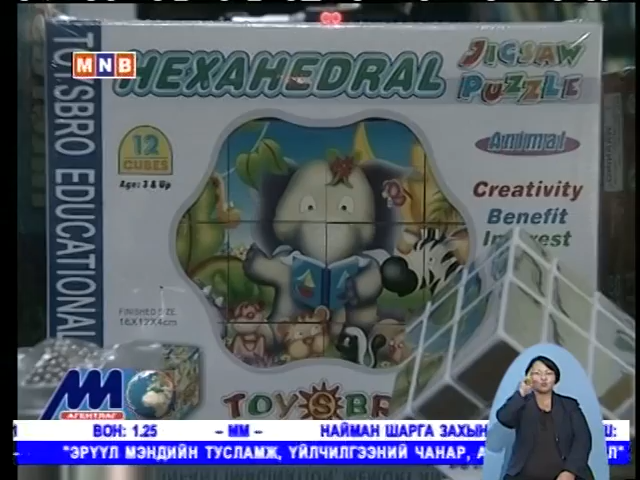 MNB
TOYSBRO EDUCATIONAL
HEXAHEDRAL
JIGSAW
PUZZLE
12
CUBES
Age: 3 & Up
Animal
Creativity
Benefit
FINISHED SIZE:
16X12X4cm
ММ
АГЕНТЛАГ
ВОН: 1.25 – ММ – НАЙМАН ШАРГА ЗАХЫН
"ЭРҮҮЛ МЭНДИЙН ТУСЛАМЖ, ҮЙЛЧИЛГЭЭНИЙ ЧАНАР,